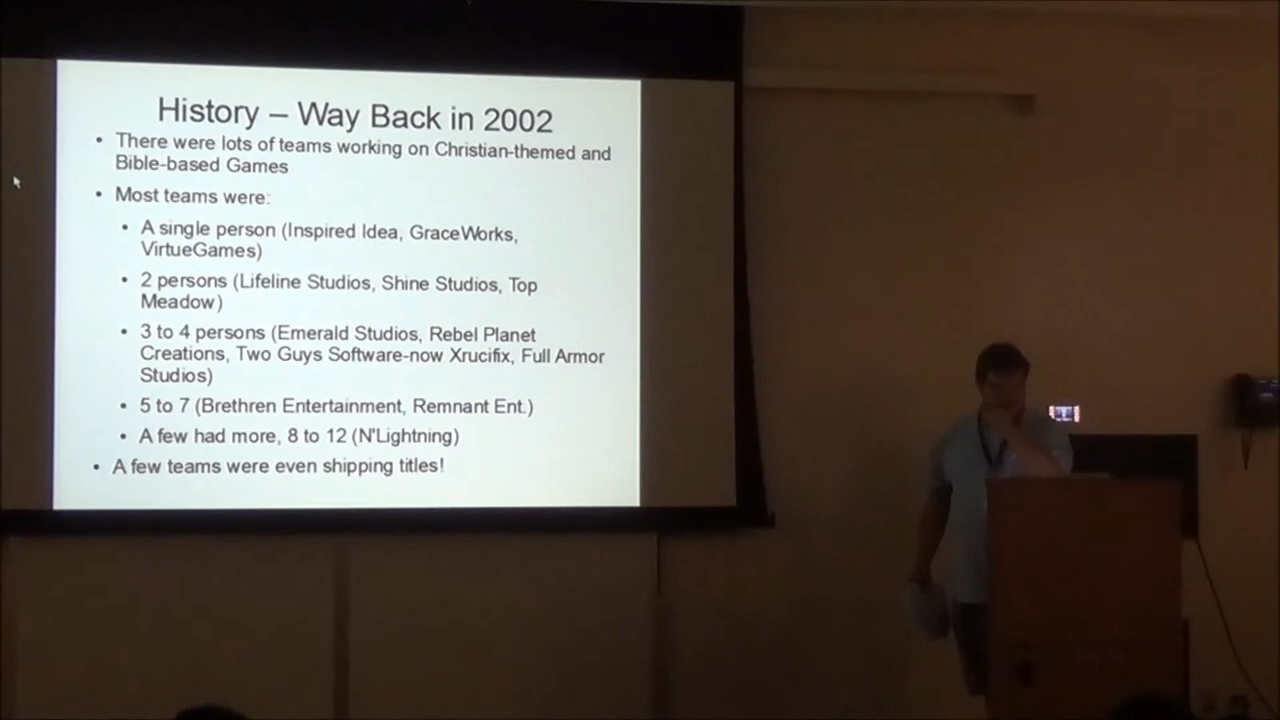 History – Way Back in 2002
• There were lots of teams working on Christian-themed and
Bible-based Games
• Most teams were:
• A single person (Inspired Idea, GraceWorks,
VirtueGames)
• 2 persons (Lifeline Studios, Shine Studios, Top
Meadow)
• 3 to 4 persons (Emerald Studios, Rebel Planet
Creations, Two Guys Software-now Xrucifix, Full Armor
Studios)
• 5 to 7 (Brethren Entertainment, Remnant Ent.)
• A few had more, 8 to 12 (N'Lightning)
• A few teams were even shipping titles!